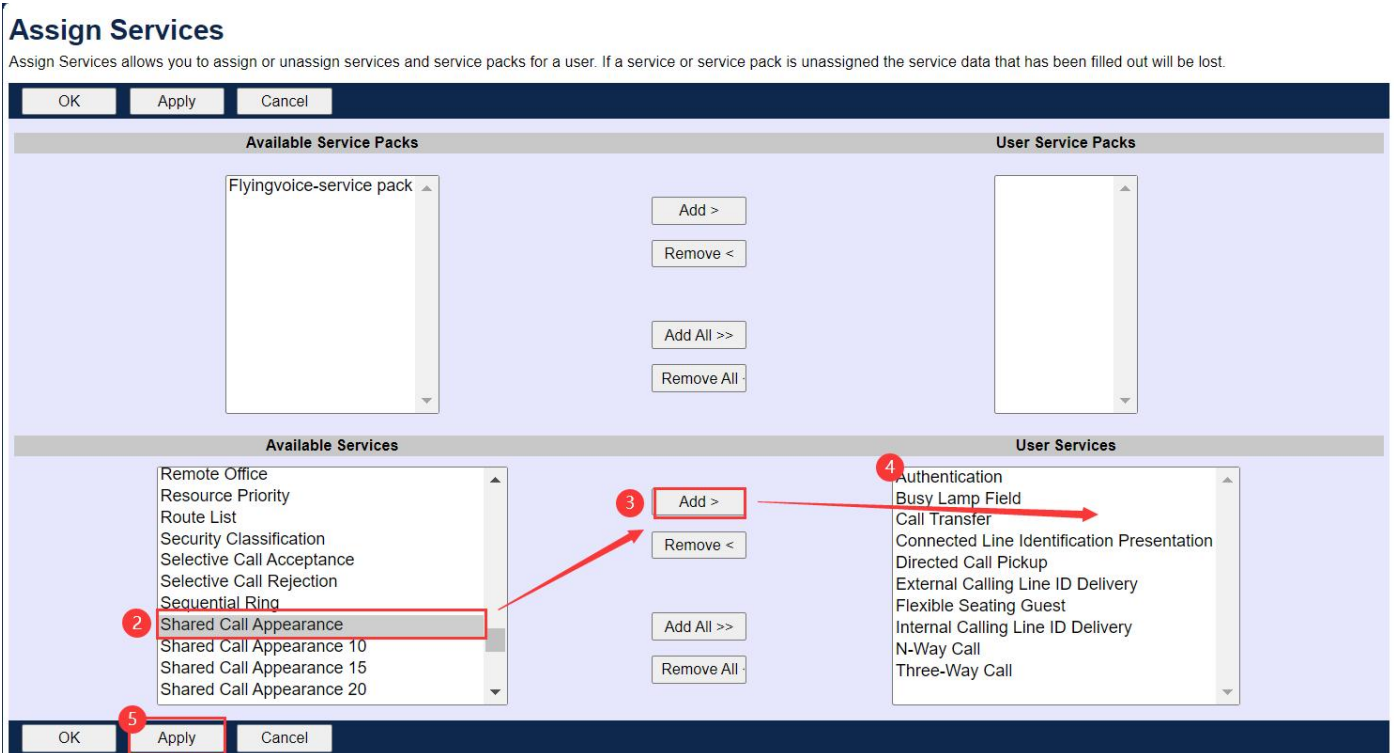 Assign Services
Assign Services allows you to assign or unassign services and service packs for a user. If a service or service pack is unassigned the service data that has been filled out will be lost.
OK Apply Cancel
Available Service Packs User Service Packs
Flyingvoice-service pack
Add >
Remove <
Add All >>
Remove All
Available Services User Services
Remote Office
Resource Priority
Route List
Security Classification
Selective Call Acceptance
Selective Call Rejection
Sequential Ring
2 Shared Call Appearance
Shared Call Appearance 10
Shared Call Appearance 15
Shared Call Appearance 20
3 Add >
Remove <
Add All >>
Remove All
4
Authentication
Busy Lamp Field
Call Transfer
Connected Line Identification Presentation
Directed Call Pickup
External Calling Line ID Delivery
Flexible Seating Guest
Internal Calling Line ID Delivery
N-Way Call
Three-Way Call
5
OK Apply Cancel